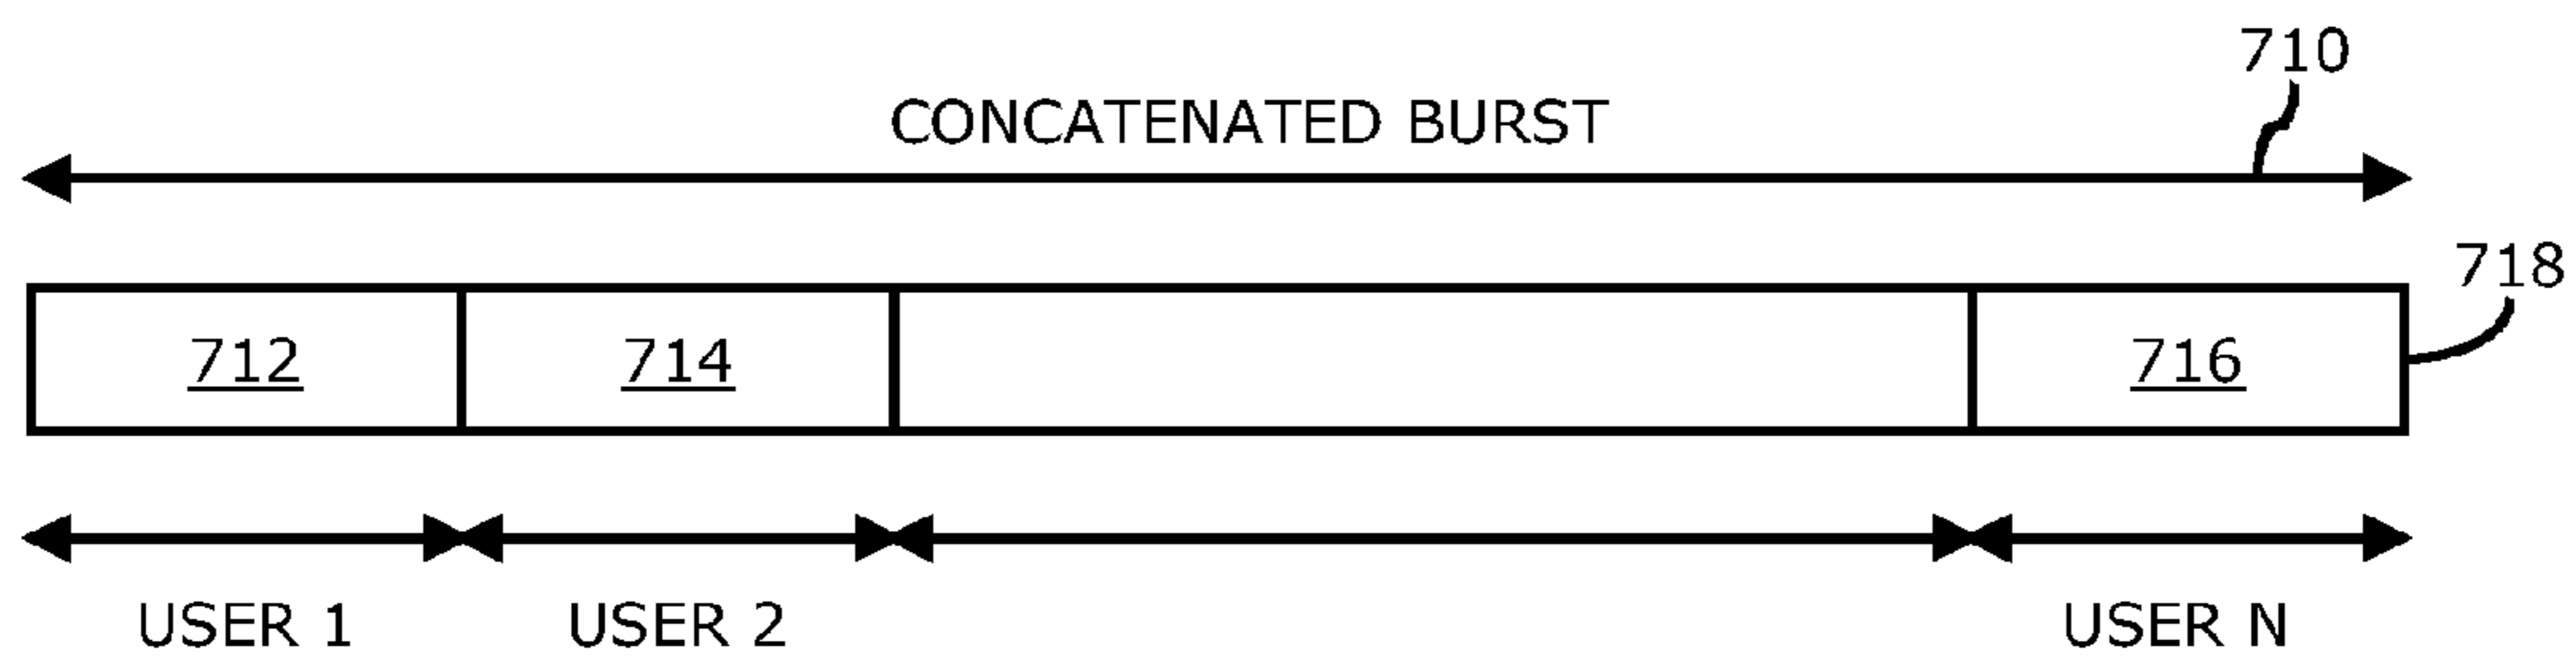 710
CONCATENATED BURST
718
712 714 716
USER 1 USER 2 USER N